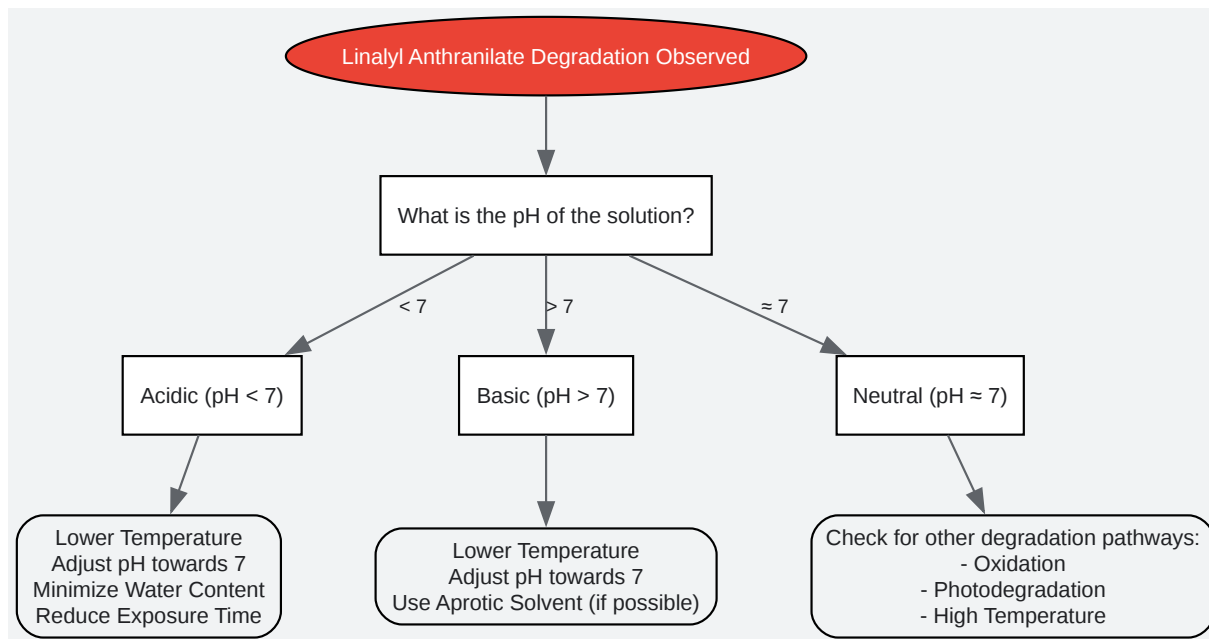 Linalyl Anthranilate Degradation Observed
What is the pH of the solution?
< 7
> 7
≈ 7
Acidic (pH < 7)
Basic (pH > 7)
Neutral (pH ≈ 7)
Lower Temperature
Adjust pH towards 7
Minimize Water Content
Reduce Exposure Time
Lower Temperature
Adjust pH towards 7
Use Aprotic Solvent (if possible)
Check for other degradation pathways:
- Oxidation
- Photodegradation
- High Temperature